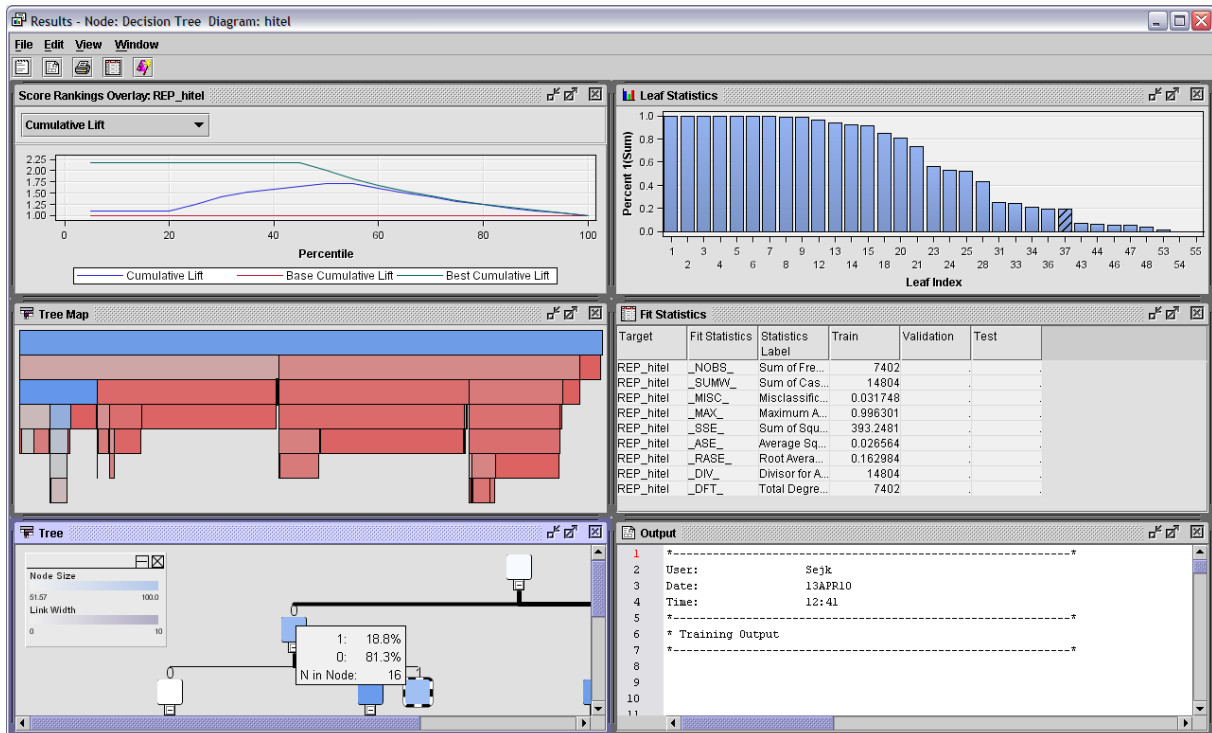 Results - Node: Decision Tree Diagram: hitel
File Edit View Window
Score Rankings Overlay: REP_hitel
Cumulative Lift
2.25
2.00
1.75
1.50
1.25
1.00
0 20 40 60 80 100
Percentile
Cumulative Lift Base Cumulative Lift Best Cumulative Lift
Leaf Statistics
Percent 1(Sum)
1.0
0.8
0.6
0.4
0.2
0.0
1 3 5 7 9 13 15 20 23 25 31 34 37 44 47 53 55
2 4 6 8 12 14 18 21 24 28 33 36 43 46 48 54
Leaf Index
Tree Map
Fit Statistics
Target Fit Statistics Statistics Label Train Validation Test
REP_hitel _NOBS_ Sum of Fre... 7402 . .
REP_hitel _SUMW_ Sum of Cas... 14804 . .
REP_hitel _MISC_ Misclassific... 0.031748 . .
REP_hitel _MAX_ Maximum A... 0.996301 . .
REP_hitel _SSE_ Sum of Squ... 393.2481 . .
REP_hitel _ASE_ Average Sq... 0.026564 . .
REP_hitel _RASE_ Root Avera... 0.162984 . .
REP_hitel _DIV_ Divisor for A... 14804 . .
REP_hitel _DFT_ Total Degre... 7402 . .
Tree
Node Size
51.57 100.0
Link Width
0 10
0
1: 18.8%
0: 81.3%
N in Node: 16
0 1
Output
1 *------------------------------------------------------------*
2 User: Sejk
3 Date: 13APR10
4 Time: 12:41
5 *------------------------------------------------------------*
6 * Training Output
7 *------------------------------------------------------------*
8
9
10
11